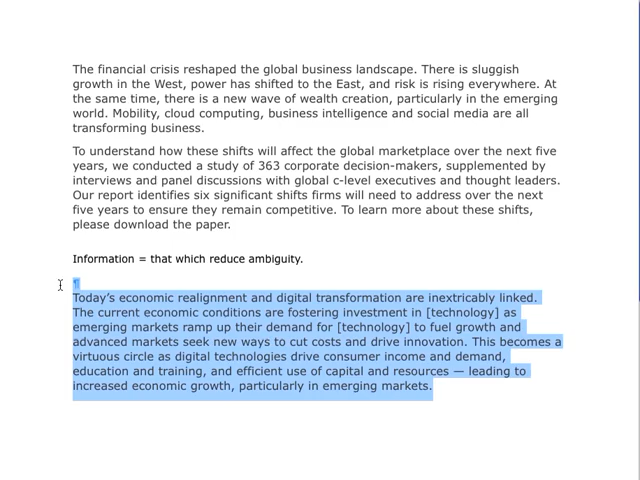 The financial crisis reshaped the global business landscape. There is sluggish
growth in the West, power has shifted to the East, and risk is rising everywhere. At
the same time, there is a new wave of wealth creation, particularly in the emerging
world. Mobility, cloud computing, business intelligence and social media are all
transforming business.
To understand how these shifts will affect the global marketplace over the next five
years, we conducted a study of 363 corporate decision-makers, supplemented by
interviews and panel discussions with global c-level executives and thought leaders.
Our report identifies six significant shifts firms will need to address over the next
five years to ensure they remain competitive. To learn more about these shifts,
please download the paper.
Information = that which reduce ambiguity.
¶
Today’s economic realignment and digital transformation are inextricably linked.
The current economic conditions are fostering investment in [technology] as
emerging markets ramp up their demand for [technology] to fuel growth and
advanced markets seek new ways to cut costs and drive innovation. This becomes a
virtuous circle as digital technologies drive consumer income and demand,
education and training, and efficient use of capital and resources — leading to
increased economic growth, particularly in emerging markets.